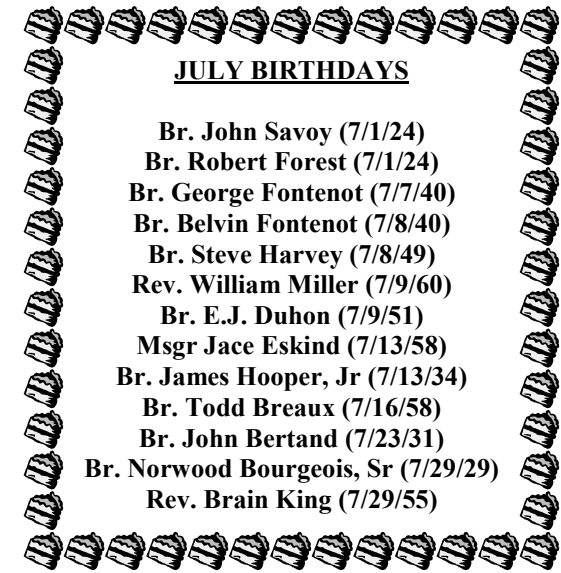 JULY BIRTHDAYS
Br. John Savoy (7/1/24)
Br. Robert Forest (7/1/24)
Br. George Fontenot (7/7/40)
Br. Belvin Fontenot (7/8/40)
Br. Steve Harvey (7/8/49)
Rev. William Miller (7/9/60)
Br. E.J. Duhon (7/9/51)
Msgr Jace Eskind (7/13/58)
Br. James Hooper, Jr (7/13/34)
Br. Todd Breaux (7/16/58)
Br. John Bertand (7/23/31)
Br. Norwood Bourgeois, Sr (7/29/29)
Rev. Brain King (7/29/55)